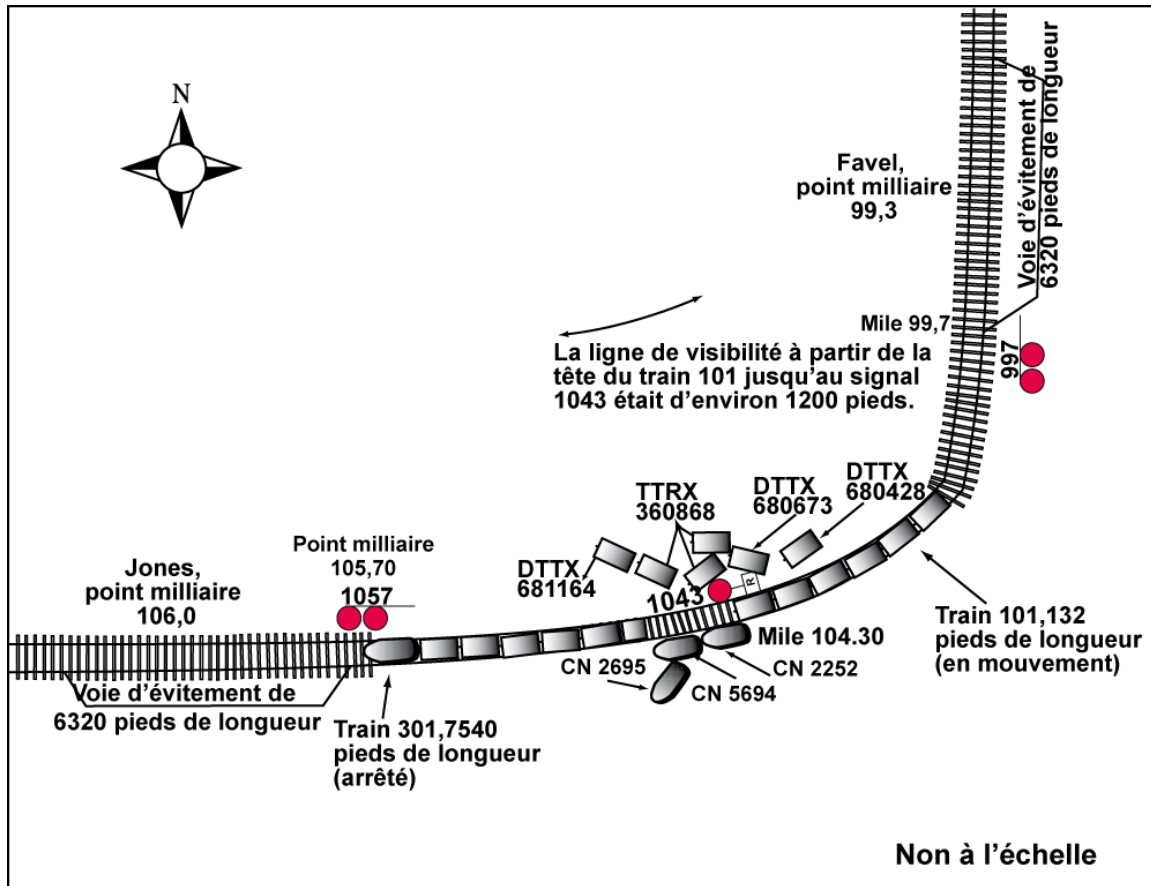 N
Favel,
point milliaire
99,3
Voie d'évitement de
6320 pieds de longueur
Mile 99,7
997
La ligne de visibilité à partir de la
tête du train 101 jusqu'au signal
1043 était d'environ 1200 pieds.
DTTX
680428
DTTX
680673
TTRX
360868
DTTX
681164
Point milliaire
105,70
1057
Jones,
point milliaire
106,0
1043
R
Mile 104.30
CN 2695
CN 5694
CN 2252
Train 101,132
pieds de longueur
(en mouvement)
Voie d'évitement de
6320 pieds de longueur
Train 301,7540
pieds de longueur
(arrêté)
Non à l'échelle